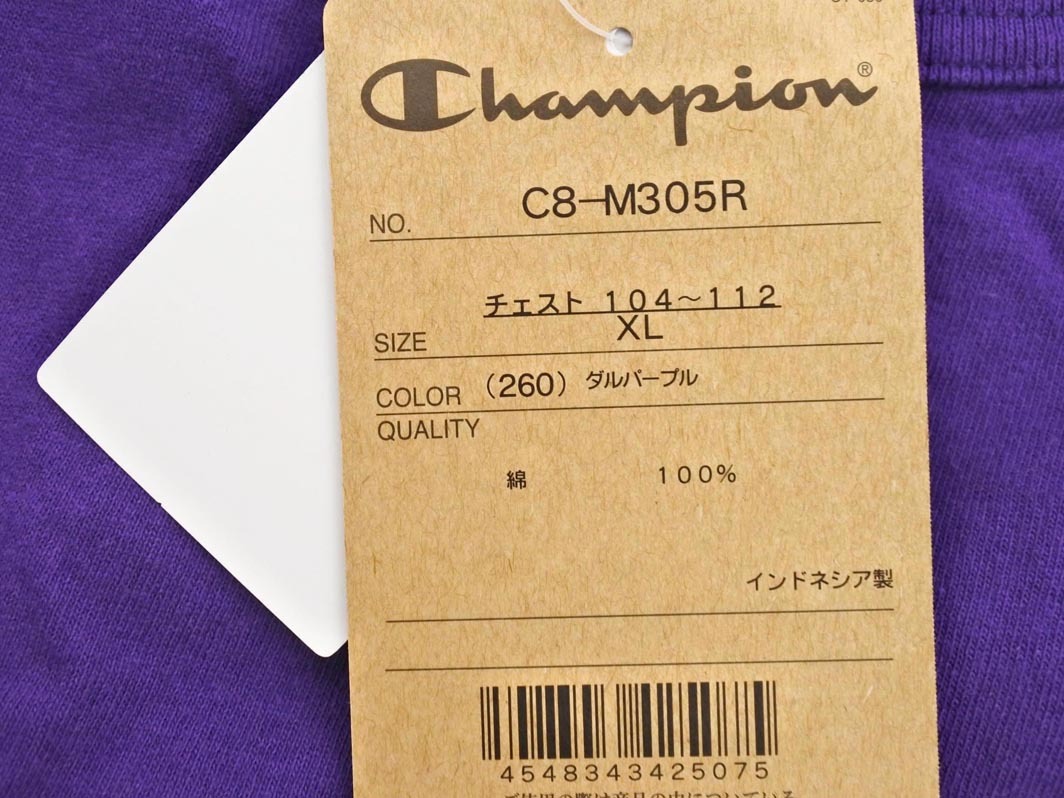 Champion®
NO. C8-M305R
チェスト 104~112
SIZE XL
COLOR (260) ダルパープル
QUALITY
綿 100%
インドネシア製
4548343425075